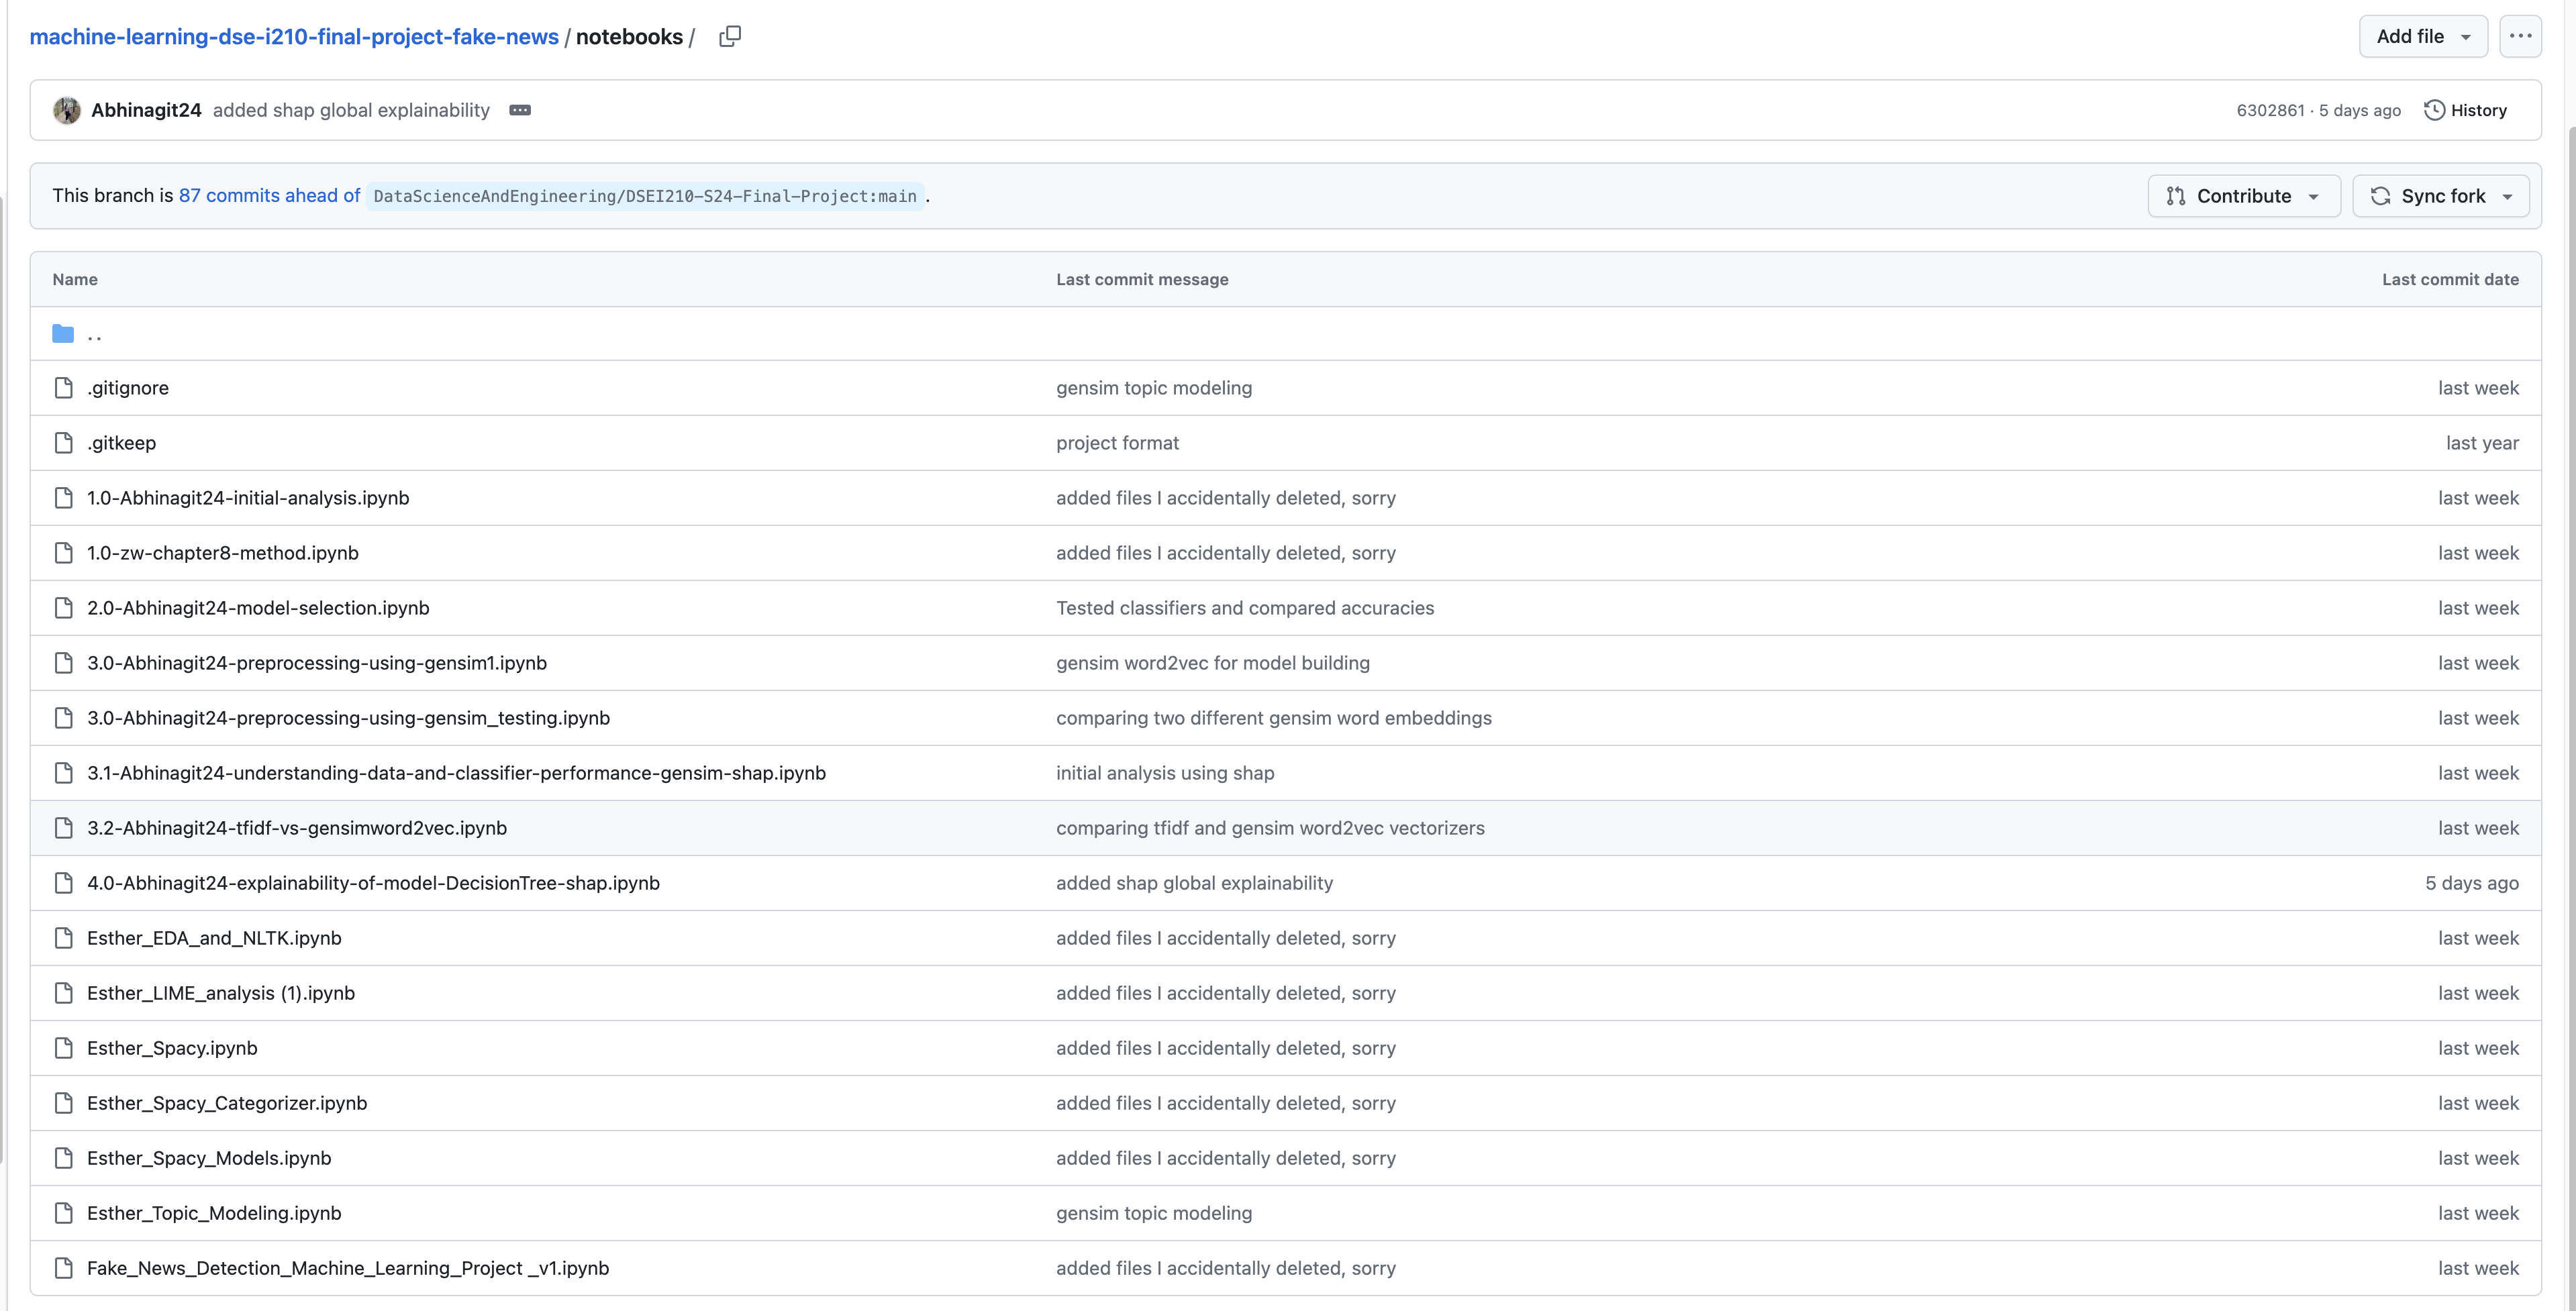 machine-learning-dse-i210-final-project-fake-news / notebooks /
Add file
Abhinagit24 added shap global explainability
6302861 · 5 days ago History
This branch is 87 commits ahead of DataScienceAndEngineering/DSEI210-S24-Final-Project:main .
Contribute Sync fork
Name Last commit message Last commit date
..
.gitignore gensim topic modeling last week
.gitkeep project format last year
1.0-Abhinagit24-initial-analysis.ipynb added files I accidentally deleted, sorry last week
1.0-zw-chapter8-method.ipynb added files I accidentally deleted, sorry last week
2.0-Abhinagit24-model-selection.ipynb Tested classifiers and compared accuracies last week
3.0-Abhinagit24-preprocessing-using-gensim1.ipynb gensim word2vec for model building last week
3.0-Abhinagit24-preprocessing-using-gensim_testing.ipynb comparing two different gensim word embeddings last week
3.1-Abhinagit24-understanding-data-and-classifier-performance-gensim-shap.ipynb initial analysis using shap last week
3.2-Abhinagit24-tfidf-vs-gensimword2vec.ipynb comparing tfidf and gensim word2vec vectorizers last week
4.0-Abhinagit24-explainability-of-model-DecisionTree-shap.ipynb added shap global explainability 5 days ago
Esther_EDA_and_NLTK.ipynb added files I accidentally deleted, sorry last week
Esther_LIME_analysis (1).ipynb added files I accidentally deleted, sorry last week
Esther_Spacy.ipynb added files I accidentally deleted, sorry last week
Esther_Spacy_Categorizer.ipynb added files I accidentally deleted, sorry last week
Esther_Spacy_Models.ipynb added files I accidentally deleted, sorry last week
Esther_Topic_Modeling.ipynb gensim topic modeling last week
Fake_News_Detection_Machine_Learning_Project _v1.ipynb added files I accidentally deleted, sorry last week